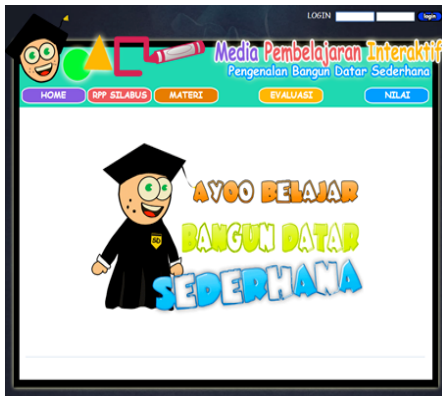 LOGIN login
Media Pembelajaran Interaktif
Pengenalan Bangun Datar Sederhana
HOME RPP SILABUS MATERI EVALUASI NILAI
AYOO BELAJAR
BANGUN DATAR
SEDERHANA
SD